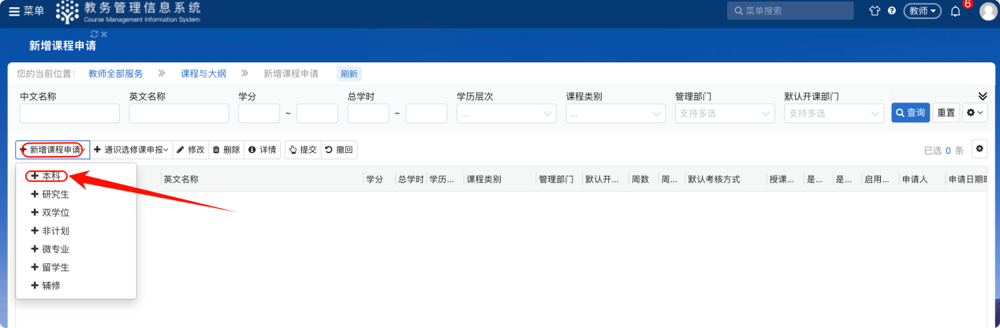 菜单 教务管理信息系统 菜单搜索 教师 6
Course Management Information System
新增课程申请
您的当前位置： 教师全部服务 » 课程与大纲 » 新增课程申请 刷新
中文名称 英文名称 学分 总学时 学历层次 课程类别 管理部门 默认开课部门
~ ~ ... ... 支持多选 支持多选 查询 重置
新增课程申请 通识选修课申报 修改 删除 详情 提交 撤回 已选 0 条
本科 英文名称 学分 总学时 学历... 课程类别 管理部门 默认开... 周数 周... 默认考核方式 授课... 是... 是... 启用... 申请人 申请日期
研究生
双学位
非计划
微专业
留学生
辅修